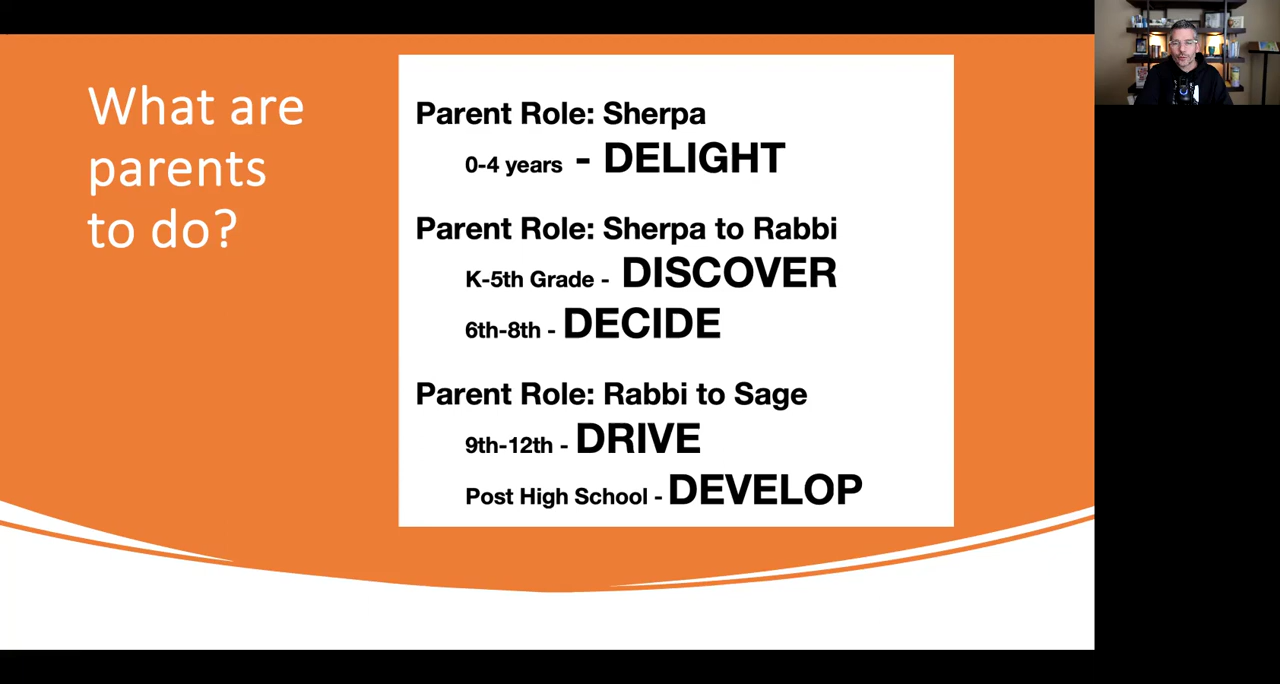 What are
parents
to do?
Parent Role: Sherpa
0-4 years - DELIGHT
Parent Role: Sherpa to Rabbi
K-5th Grade - DISCOVER
6th-8th - DECIDE
Parent Role: Rabbi to Sage
9th-12th - DRIVE
Post High School - DEVELOP